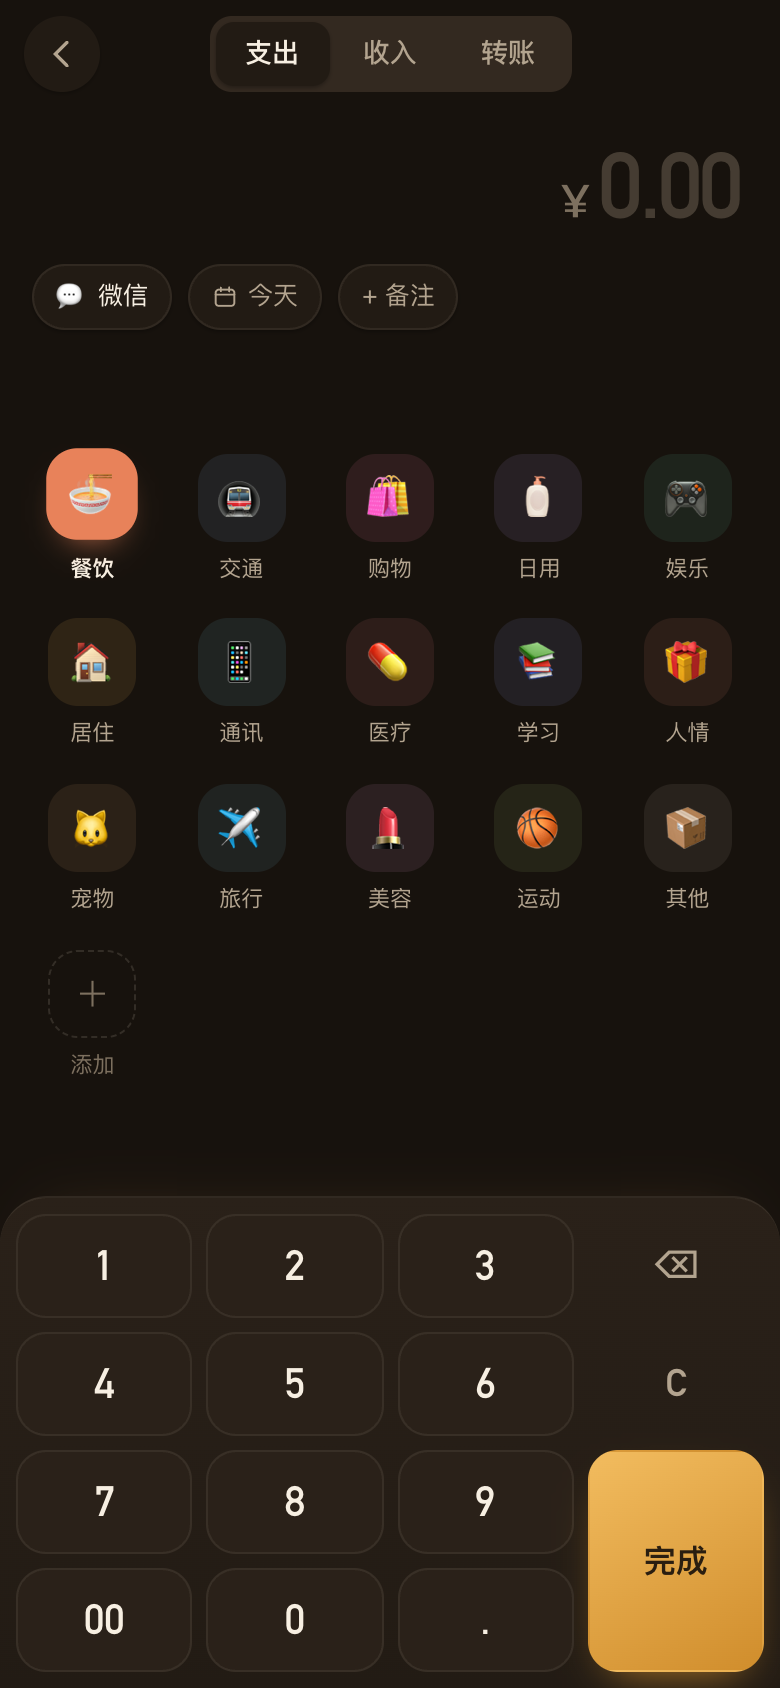 支出 收入 转账
¥0.00
微信 今天 + 备注
餐饮 交通 购物 日用 娱乐
居住 通讯 医疗 学习 人情
宠物 旅行 美容 运动 其他
添加
1 2 3
4 5 6 C
7 8 9
完成
00 0 .